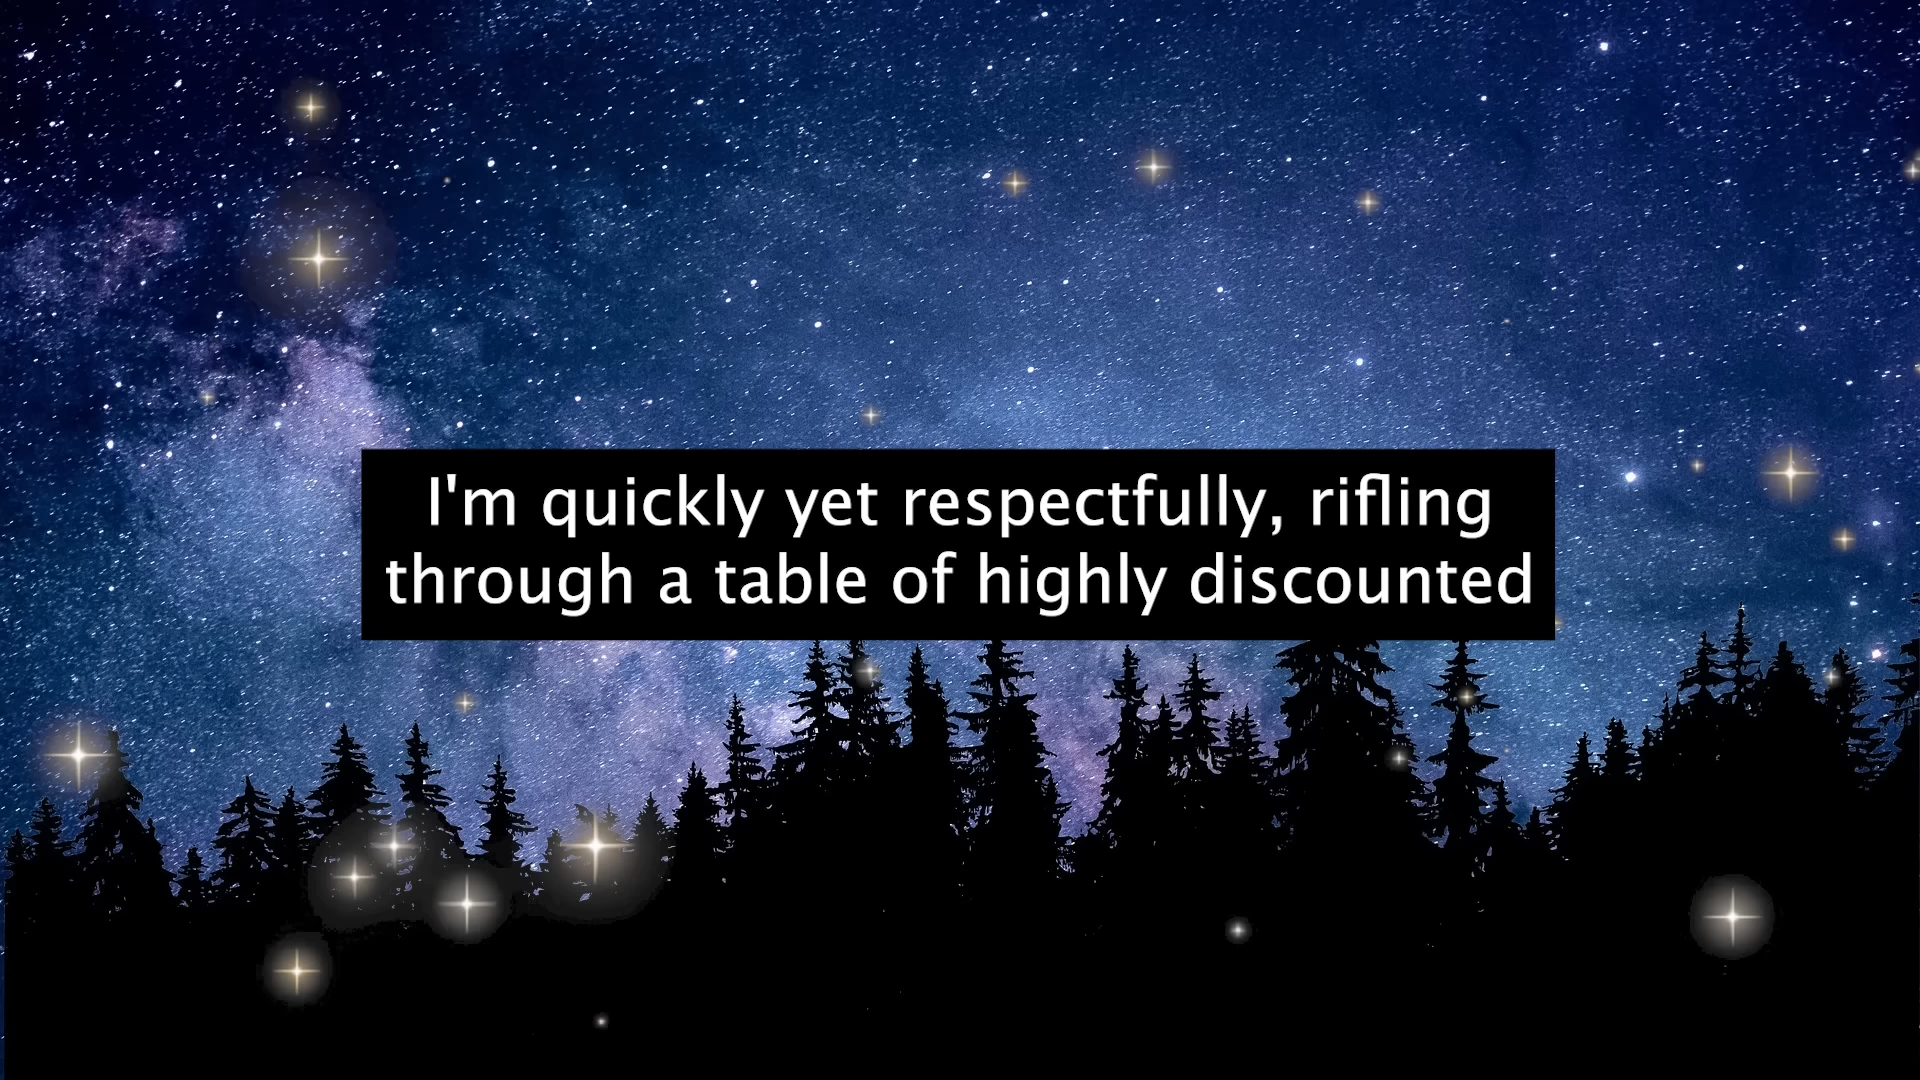 I'm quickly yet respectfully, rifling
through a table of highly discounted